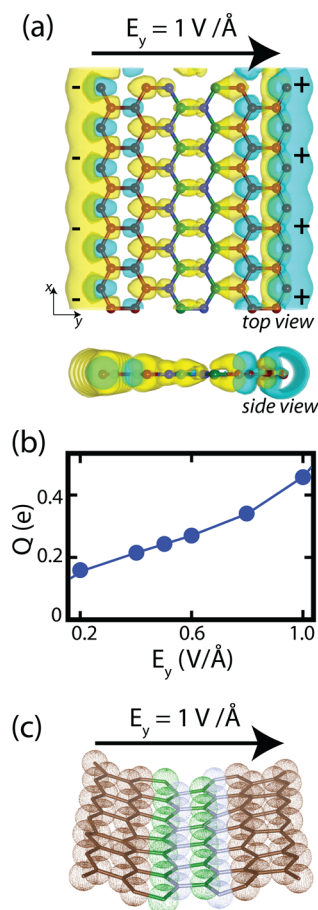 (a)
E_y = 1 V /Å
- +
- +
- +
- +
x
y
top view
side view
(b)
Q (e)
0.4
0.2
0
0.2 0.6 1.0
E_y (V/Å)
(c)
E_y = 1 V /Å